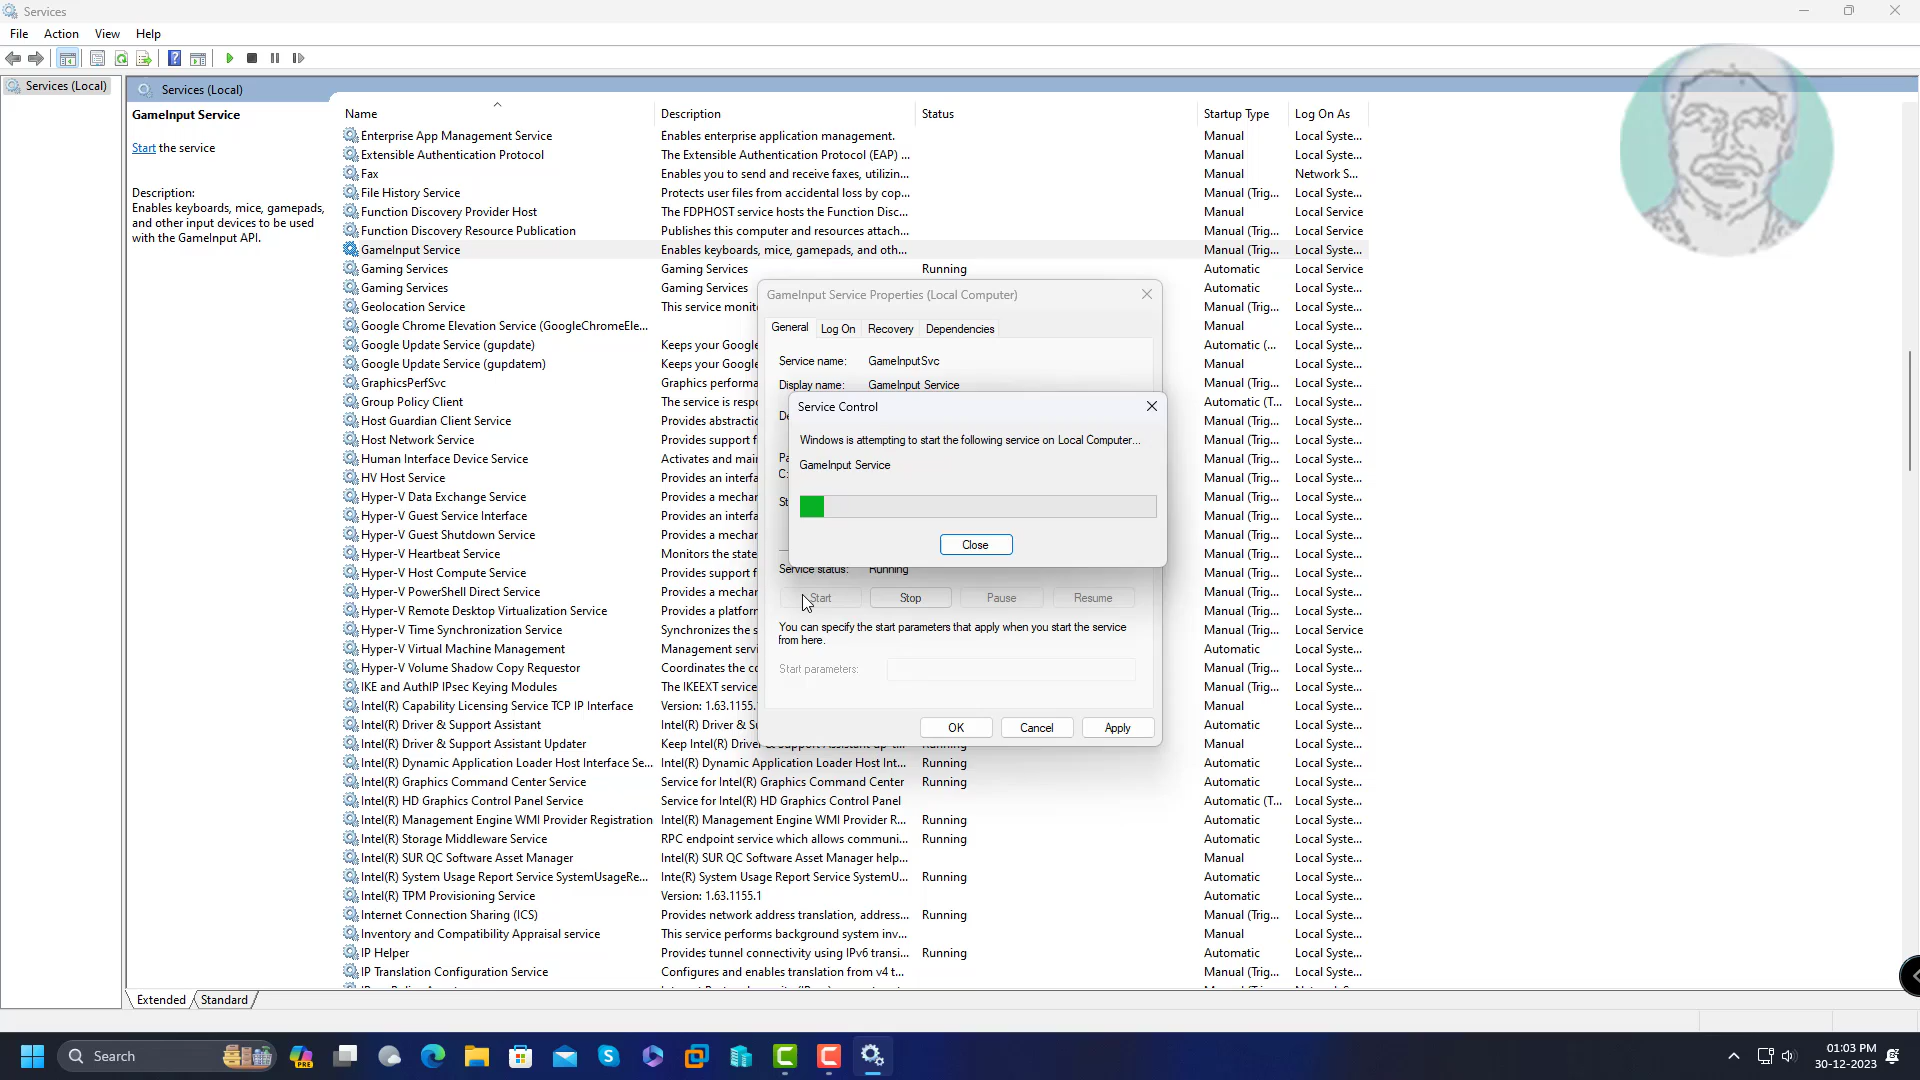 Services
File Action View Help
Services (Local)
Services (Local)
GameInput Service
Start the service
Description:
Enables keyboards, mice, gamepads,
and other input devices to be used
with the GameInput API.
Name Description Status Startup Type Log On As
Enterprise App Management Service Enables enterprise application management. Manual Local Syste...
Extensible Authentication Protocol The Extensible Authentication Protocol (EAP) ... Manual Local Syste...
Fax Enables you to send and receive faxes, utilizin... Manual Network S...
File History Service Protects user files from accidental loss by cop... Manual (Trig... Local Syste...
Function Discovery Provider Host The FDPHOST service hosts the Function Disc... Manual Local Service
Function Discovery Resource Publication Publishes this computer and resources attach... Manual (Trig... Local Service
GameInput Service Enables keyboards, mice, gamepads, and oth... Manual (Trig... Local Syste...
Gaming Services Gaming Services Running Automatic Local Service
Gaming Services Gaming Services Automatic Local Syste...
Geolocation Service This service monit Manual (Trig... Local Syste...
Google Chrome Elevation Service (GoogleChromeEle... Manual Local Syste...
Google Update Service (gupdate) Keeps your Google Automatic (... Local Syste...
Google Update Service (gupdatem) Keeps your Google Manual Local Syste...
GraphicsPerfSvc Graphics performa Manual (Trig... Local Syste...
Group Policy Client The service is resp Automatic (T... Local Syste...
Host Guardian Client Service Provides abstracti Manual (Trig... Local Syste...
Host Network Service Provides support f Manual (Trig... Local Syste...
Human Interface Device Service Activates and mai Manual (Trig... Local Syste...
HV Host Service Provides an interfa Manual (Trig... Local Syste...
Hyper-V Data Exchange Service Provides a mecha Manual (Trig... Local Syste...
Hyper-V Guest Service Interface Provides an interfa Manual (Trig... Local Syste...
Hyper-V Guest Shutdown Service Provides a mecha Manual (Trig... Local Syste...
Hyper-V Heartbeat Service Monitors the state Manual (Trig... Local Syste...
Hyper-V Host Compute Service Provides support f Manual (Trig... Local Syste...
Hyper-V PowerShell Direct Service Provides a mecha Manual (Trig... Local Syste...
Hyper-V Remote Desktop Virtualization Service Provides a platfor Manual (Trig... Local Syste...
Hyper-V Time Synchronization Service Synchronizes the s Manual (Trig... Local Service
Hyper-V Virtual Machine Management Management servi Automatic Local Syste...
Hyper-V Volume Shadow Copy Requestor Coordinates the cc Manual (Trig... Local Syste...
IKE and AuthIP IPsec Keying Modules The IKEEXT service Manual (Trig... Local Syste...
Intel(R) Capability Licensing Service TCP IP Interface Version: 1.63.1155. Manual Local Syste...
Intel(R) Driver & Support Assistant Intel(R) Driver & Su Automatic Local Syste...
Intel(R) Driver & Support Assistant Updater Keep Intel(R) Driver & Support Assistant up-t... Running Manual Local Syste...
Intel(R) Dynamic Application Loader Host Interface Se... Intel(R) Dynamic Application Loader Host Int... Running Automatic Local Syste...
Intel(R) Graphics Command Center Service Service for Intel(R) Graphics Command Center Running Automatic Local Syste...
Intel(R) HD Graphics Control Panel Service Service for Intel(R) HD Graphics Control Panel Automatic (T... Local Syste...
Intel(R) Management Engine WMI Provider Registration Intel(R) Management Engine WMI Provider R... Running Automatic Local Syste...
Intel(R) Storage Middleware Service RPC endpoint service which allows communi... Running Automatic Local Syste...
Intel(R) SUR QC Software Asset Manager Intel(R) SUR QC Software Asset Manager help... Manual Local Syste...
Intel(R) System Usage Report Service SystemUsageRe... Inte(R) System Usage Report Service SystemU... Running Automatic Local Syste...
Intel(R) TPM Provisioning Service Version: 1.63.1155.1 Automatic Local Syste...
Internet Connection Sharing (ICS) Provides network address translation, address... Running Manual (Trig... Local Syste...
Inventory and Compatibility Appraisal service This service performs background system inv... Manual Local Syste...
IP Helper Provides tunnel connectivity using IPv6 transi... Running Automatic Local Syste...
IP Translation Configuration Service Configures and enables translation from v4 t... Manual (Trig... Local Syste...
GameInput Service Properties (Local Computer)
General Log On Recovery Dependencies
Service name: GameInputSvc
Display name: GameInput Service
De
Pa
C:
St
Service Control
Windows is attempting to start the following service on Local Computer...
GameInput Service
Close
Service status: Running
Start Stop Pause Resume
You can specify the start parameters that apply when you start the service
from here.
Start parameters:
OK Cancel Apply
Extended Standard
Search
PRE
01:03 PM
30-12-2023